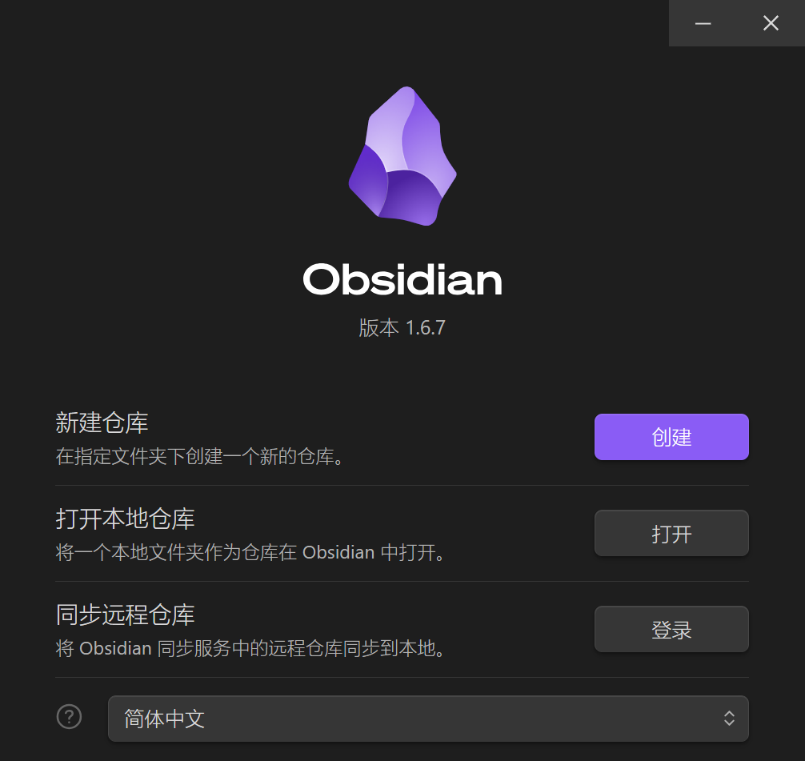 Obsidian
版本 1.6.7
新建仓库
创建
在指定文件夹下创建一个新的仓库。
打开本地仓库
打开
将一个本地文件夹作为仓库在 Obsidian 中打开。
同步远程仓库
登录
将 Obsidian 同步服务中的远程仓库同步到本地。
简体中文